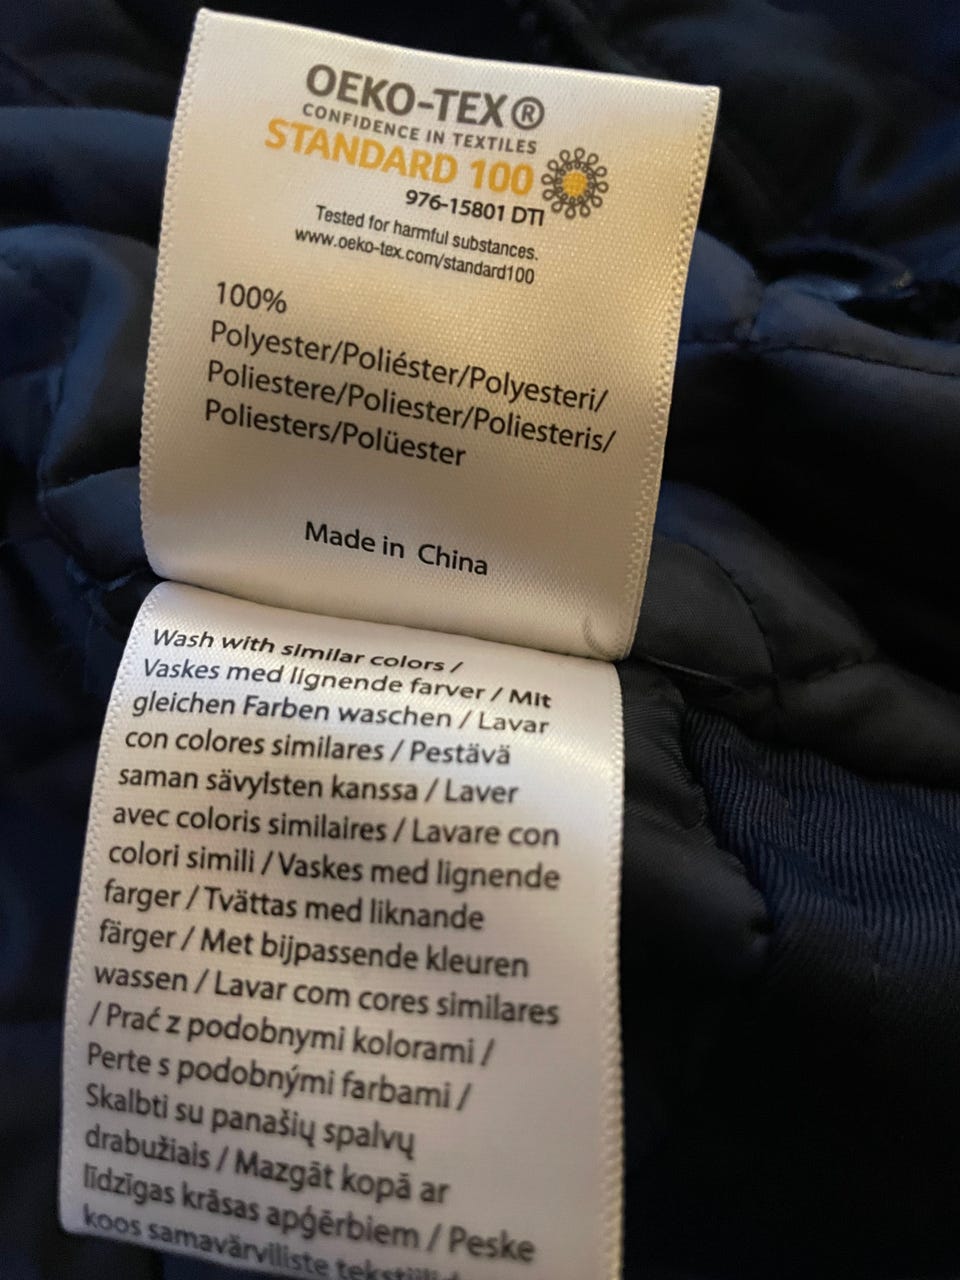 OEKO-TEX®
CONFIDENCE IN TEXTILES
STANDARD 100
976-15801 DTI
Tested for harmful substances.
www.oeko-tex.com/standard100
100%
Polyester/Poliéster/Polyesteri/
Poliestere/Poliester/Poliesteris/
Poliesters/Polüester
Made in China
Wash with similar colors /
Vaskes med lignende farver / Mit
gleichen Farben waschen / Lavar
con colores similares / Pestävä
saman sävyisten kanssa / Laver
avec coloris similaires / Lavare con
colori simili / Vaskes med lignende
farger / Tvättas med liknande
färger / Met bijpassende kleuren
wassen / Lavar com cores similares
/ Prać z podobnymi kolorami /
Perte s podobnými farbami /
Skalbti su panašių spalvų
drabužiais / Mazgāt kopā ar
līdzīgas krāsas apģērbiem / Peske
koos samavärviliste